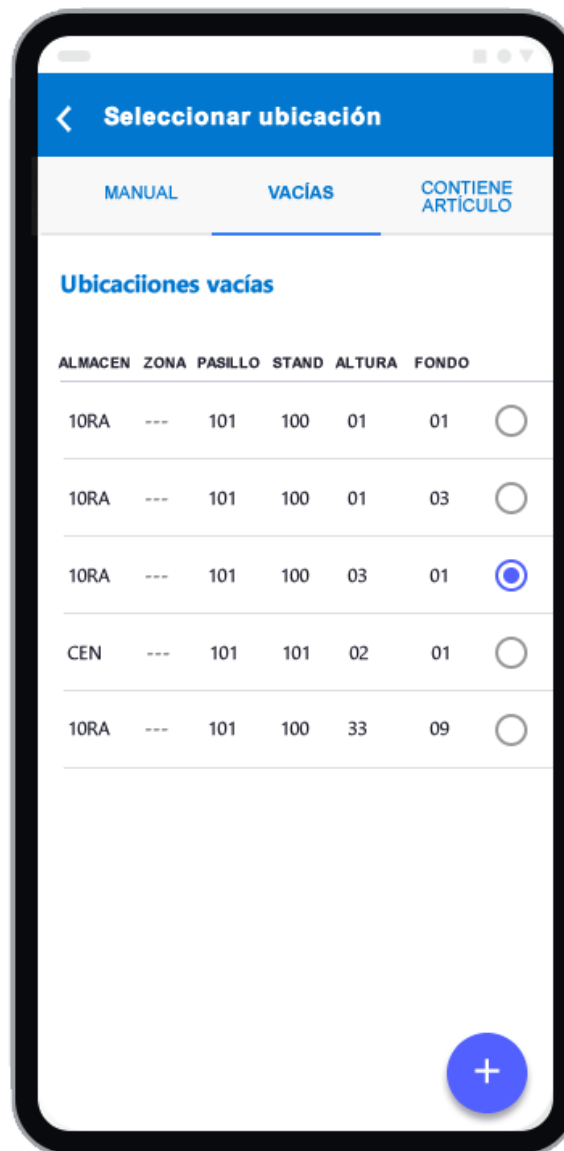 Seleccionar ubicación
MANUAL VACÍAS CONTIENE ARTÍCULO
Ubicaciiones vacías
ALMACEN ZONA PASILLO STAND ALTURA FONDO
10RA --- 101 100 01 01
10RA --- 101 100 01 03
10RA --- 101 100 03 01
CEN --- 101 101 02 01
10RA --- 101 100 33 09
+